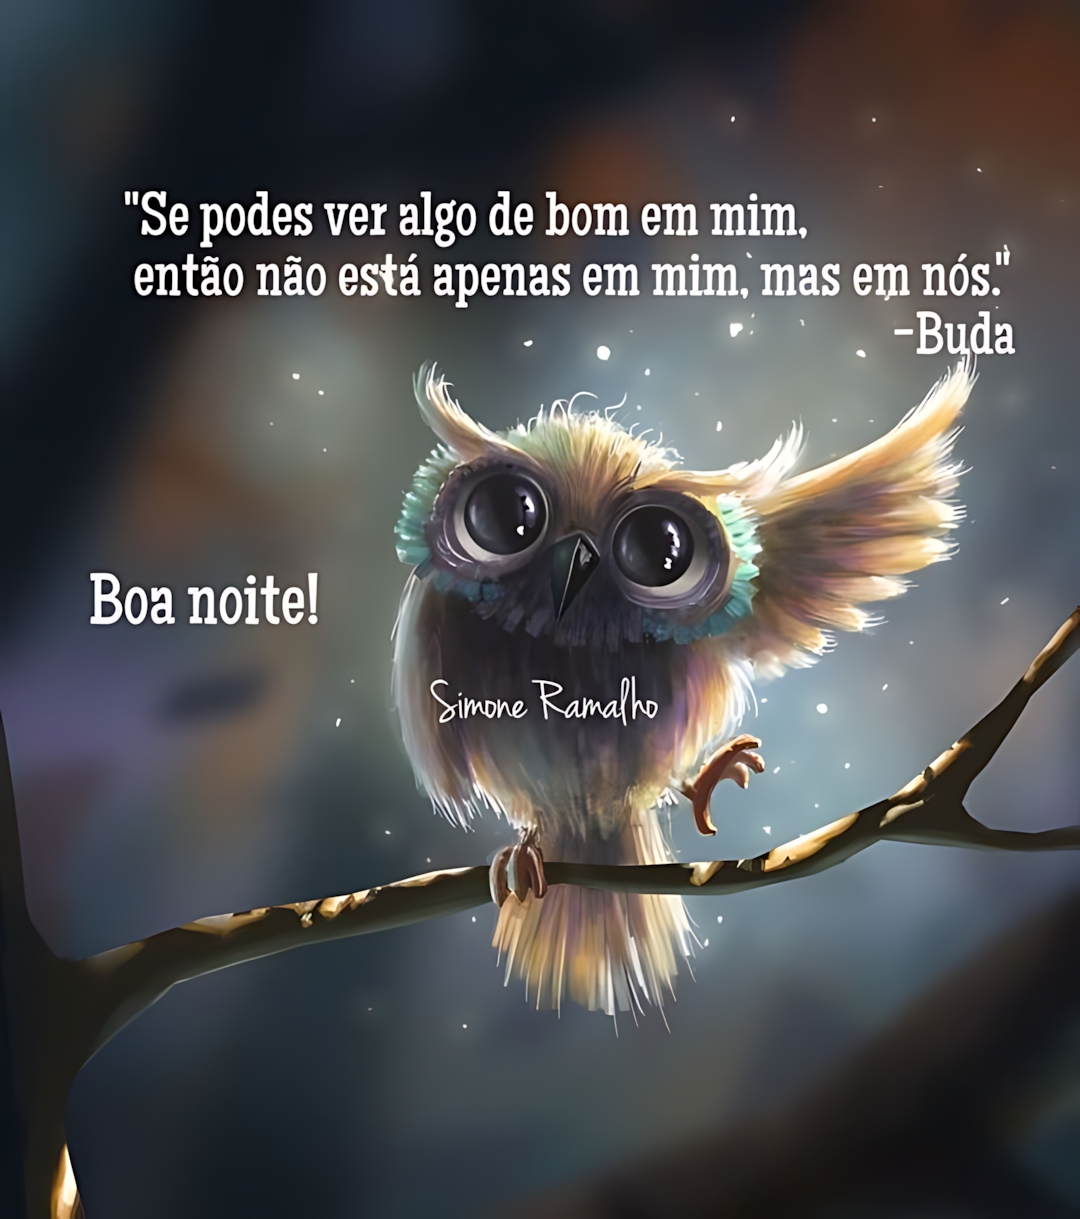 "Se podes ver algo de bom em mim,
então não está apenas em mim, mas em nós."
-Buda
Boa noite!
Simone Ramalho